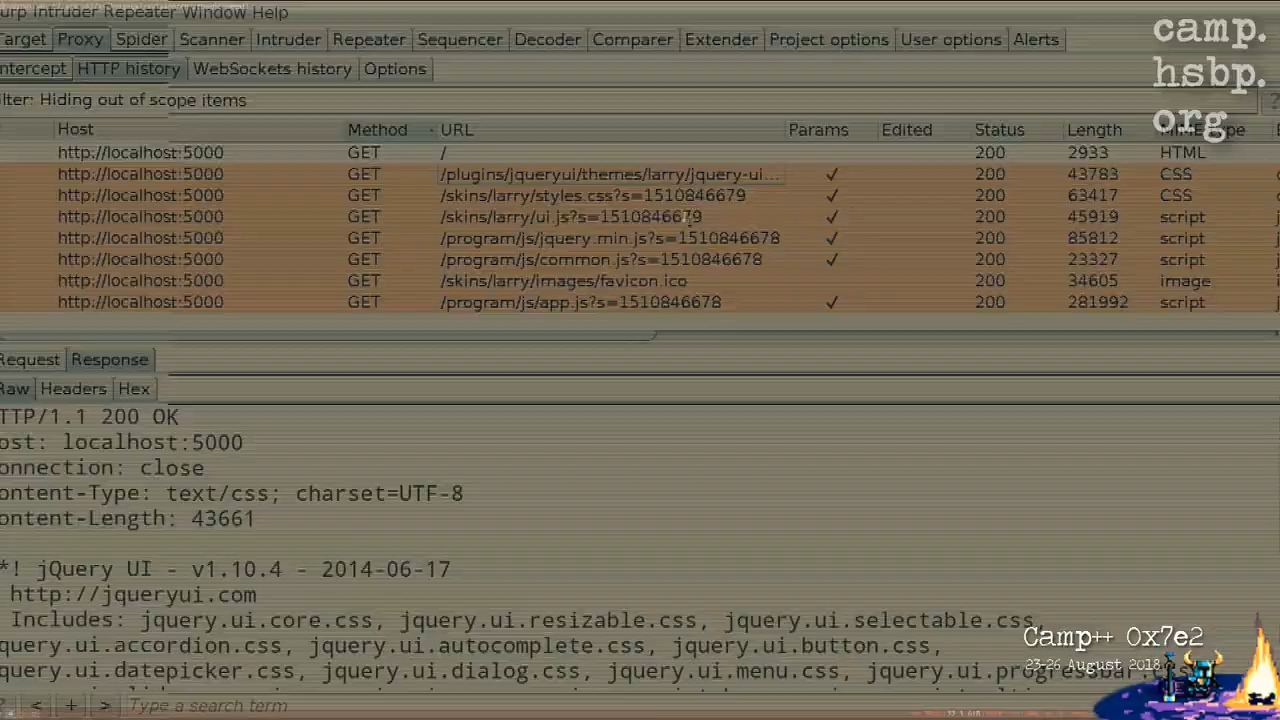 urp Intruder Repeater Window Help
Target Proxy Spider Scanner Intruder Repeater Sequencer Decoder Comparer Extender Project options User options Alerts
ntercept HTTP history WebSockets history Options
ilter: Hiding out of scope items
camp.
hsbp.
org
Host Method URL Params Edited Status Length
http://localhost:5000 GET / 200 2933 HTML
http://localhost:5000 GET /plugins/jqueryui/themes/larry/jquery-ui... ✓ 200 43783 CSS
http://localhost:5000 GET /skins/larry/styles.css?s=1510846679 ✓ 200 63417 CSS
http://localhost:5000 GET /skins/larry/ui.js?s=1510846679 ✓ 200 45919 script
http://localhost:5000 GET /program/js/jquery.min.js?s=1510846678 ✓ 200 85812 script
http://localhost:5000 GET /program/js/common.js?s=1510846678 ✓ 200 23327 script
http://localhost:5000 GET /skins/larry/images/favicon.ico 200 34605 image
http://localhost:5000 GET /program/js/app.js?s=1510846678 ✓ 200 281992 script
Request Response
Raw Headers Hex
TTP/1.1 200 OK
ost: localhost:5000
onnection: close
ontent-Type: text/css; charset=UTF-8
ontent-Length: 43661
*! jQuery UI - v1.10.4 - 2014-06-17
http://jqueryui.com
Includes: jquery.ui.core.css, jquery.ui.resizable.css, jquery.ui.selectable.css,
query.ui.accordion.css, jquery.ui.autocomplete.css, jquery.ui.button.css,
query.ui.datepicker.css, jquery.ui.dialog.css, jquery.ui.menu.css, jquery.ui.progressbar.css
Camp++ 0x7e2
23-26 August 2018
? < + > Type a search term